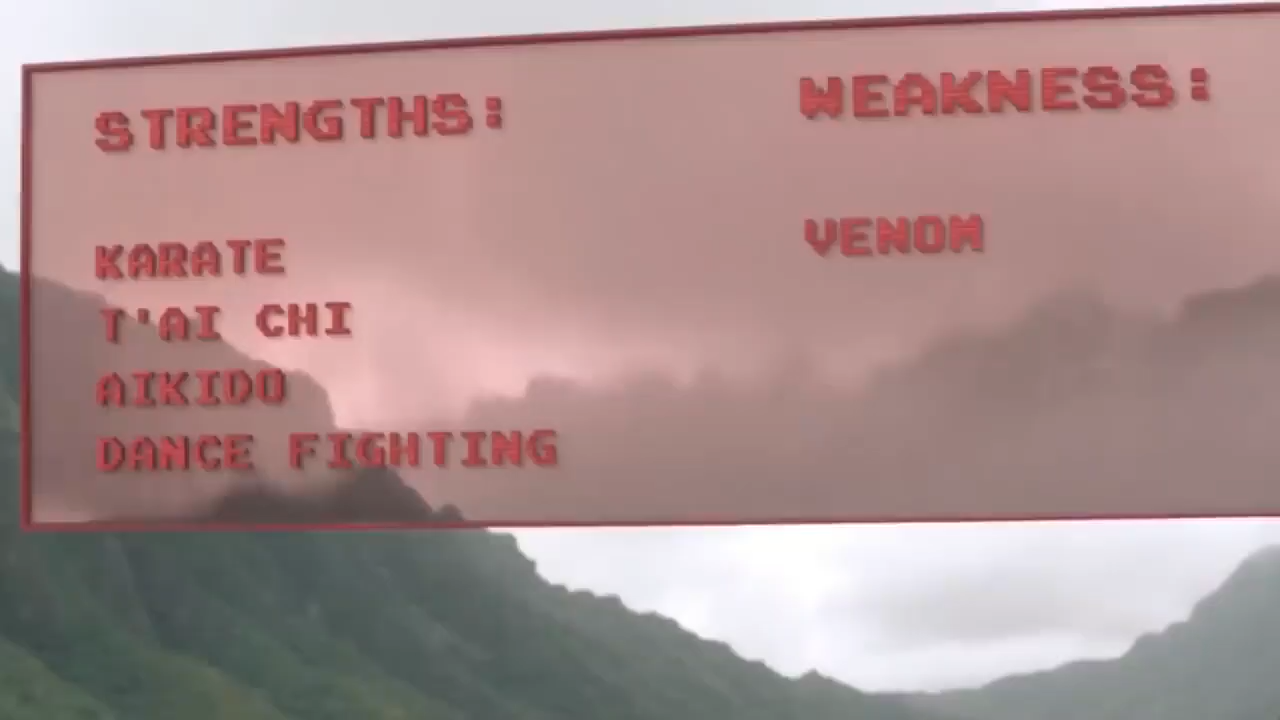 STRENGTHS:
KARATE
T'AI CHI
AIKIDO
DANCE FIGHTING
WEAKNESS:
VENOM